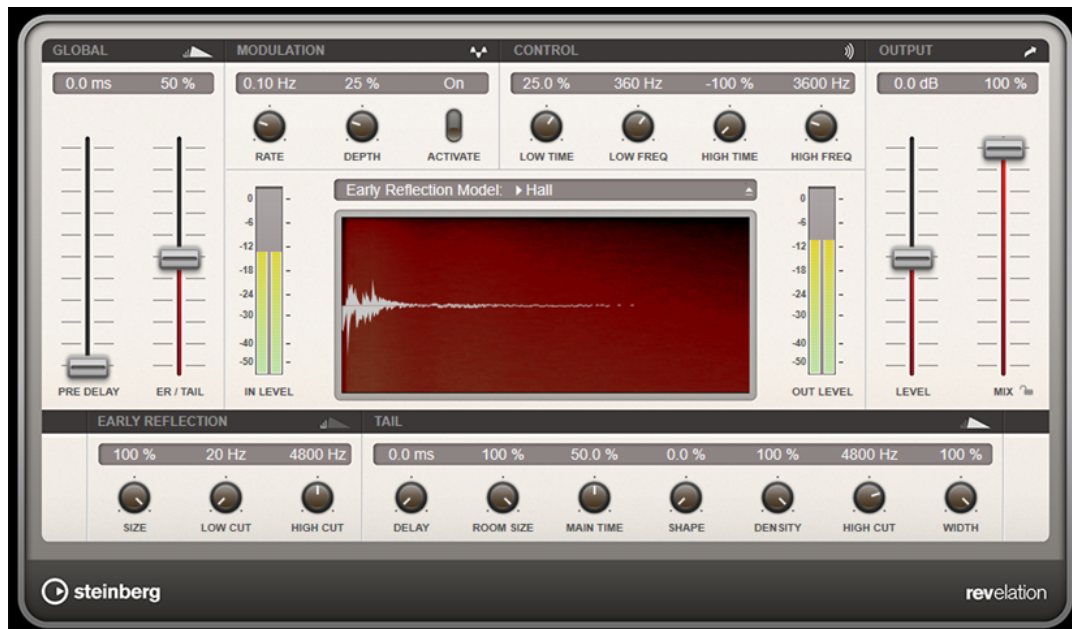 GLOBAL
0.0 ms 50 %
PRE DELAY ER / TAIL
MODULATION
0.10 Hz 25 % On
RATE DEPTH ACTIVATE
CONTROL
25.0 % 360 Hz -100 % 3600 Hz
LOW TIME LOW FREQ HIGH TIME HIGH FREQ
OUTPUT
0.0 dB 100 %
LEVEL MIX
Early Reflection Model: Hall
0
-6
-12
-18
-24
-30
-40
-50
IN LEVEL
0
-6
-12
-18
-24
-30
-40
-50
OUT LEVEL
EARLY REFLECTION
100 % 20 Hz 4800 Hz
SIZE LOW CUT HIGH CUT
TAIL
0.0 ms 100 % 50.0 % 0.0 % 100 % 4800 Hz 100 %
DELAY ROOM SIZE MAIN TIME SHAPE DENSITY HIGH CUT WIDTH
steinberg
revelation